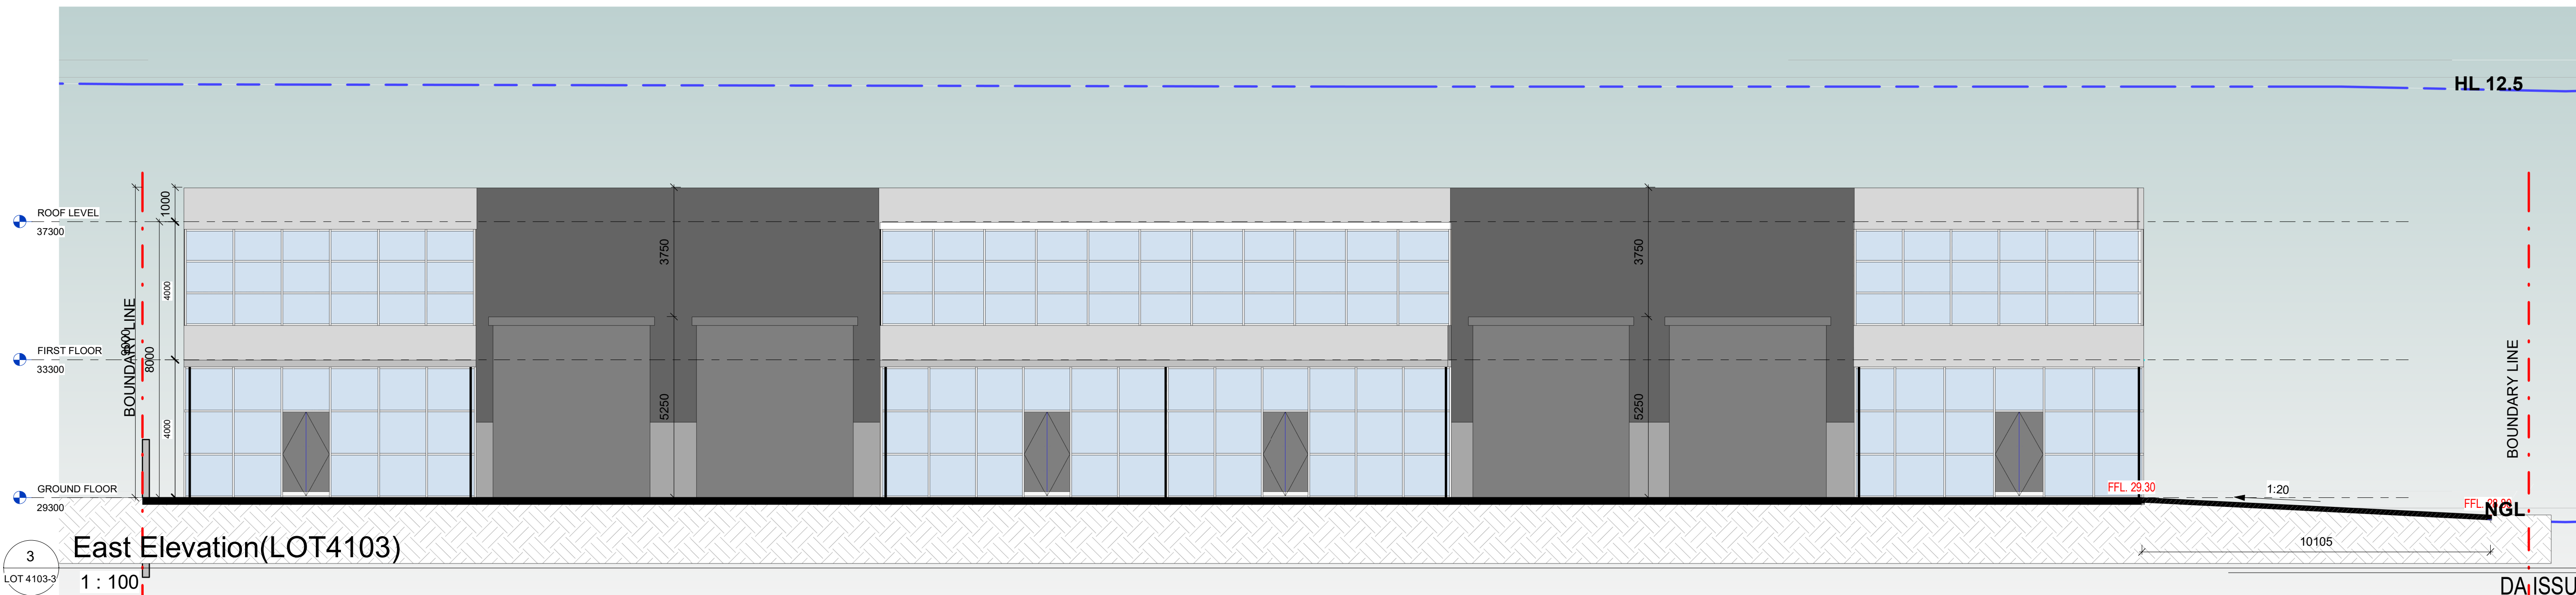 HL 12.5
ROOF LEVEL
37300
1000
4000
FIRST FLOOR
33300
9000
8000
BOUNDARY LINE
4000
GROUND FLOOR
29300
3750
5250
3750
5250
BOUNDARY LINE
FFL. 29.30
1:20
FFL.
NGL
10105
3
LOT 4103-3
East Elevation(LOT4103)
1 : 100
DA ISSU